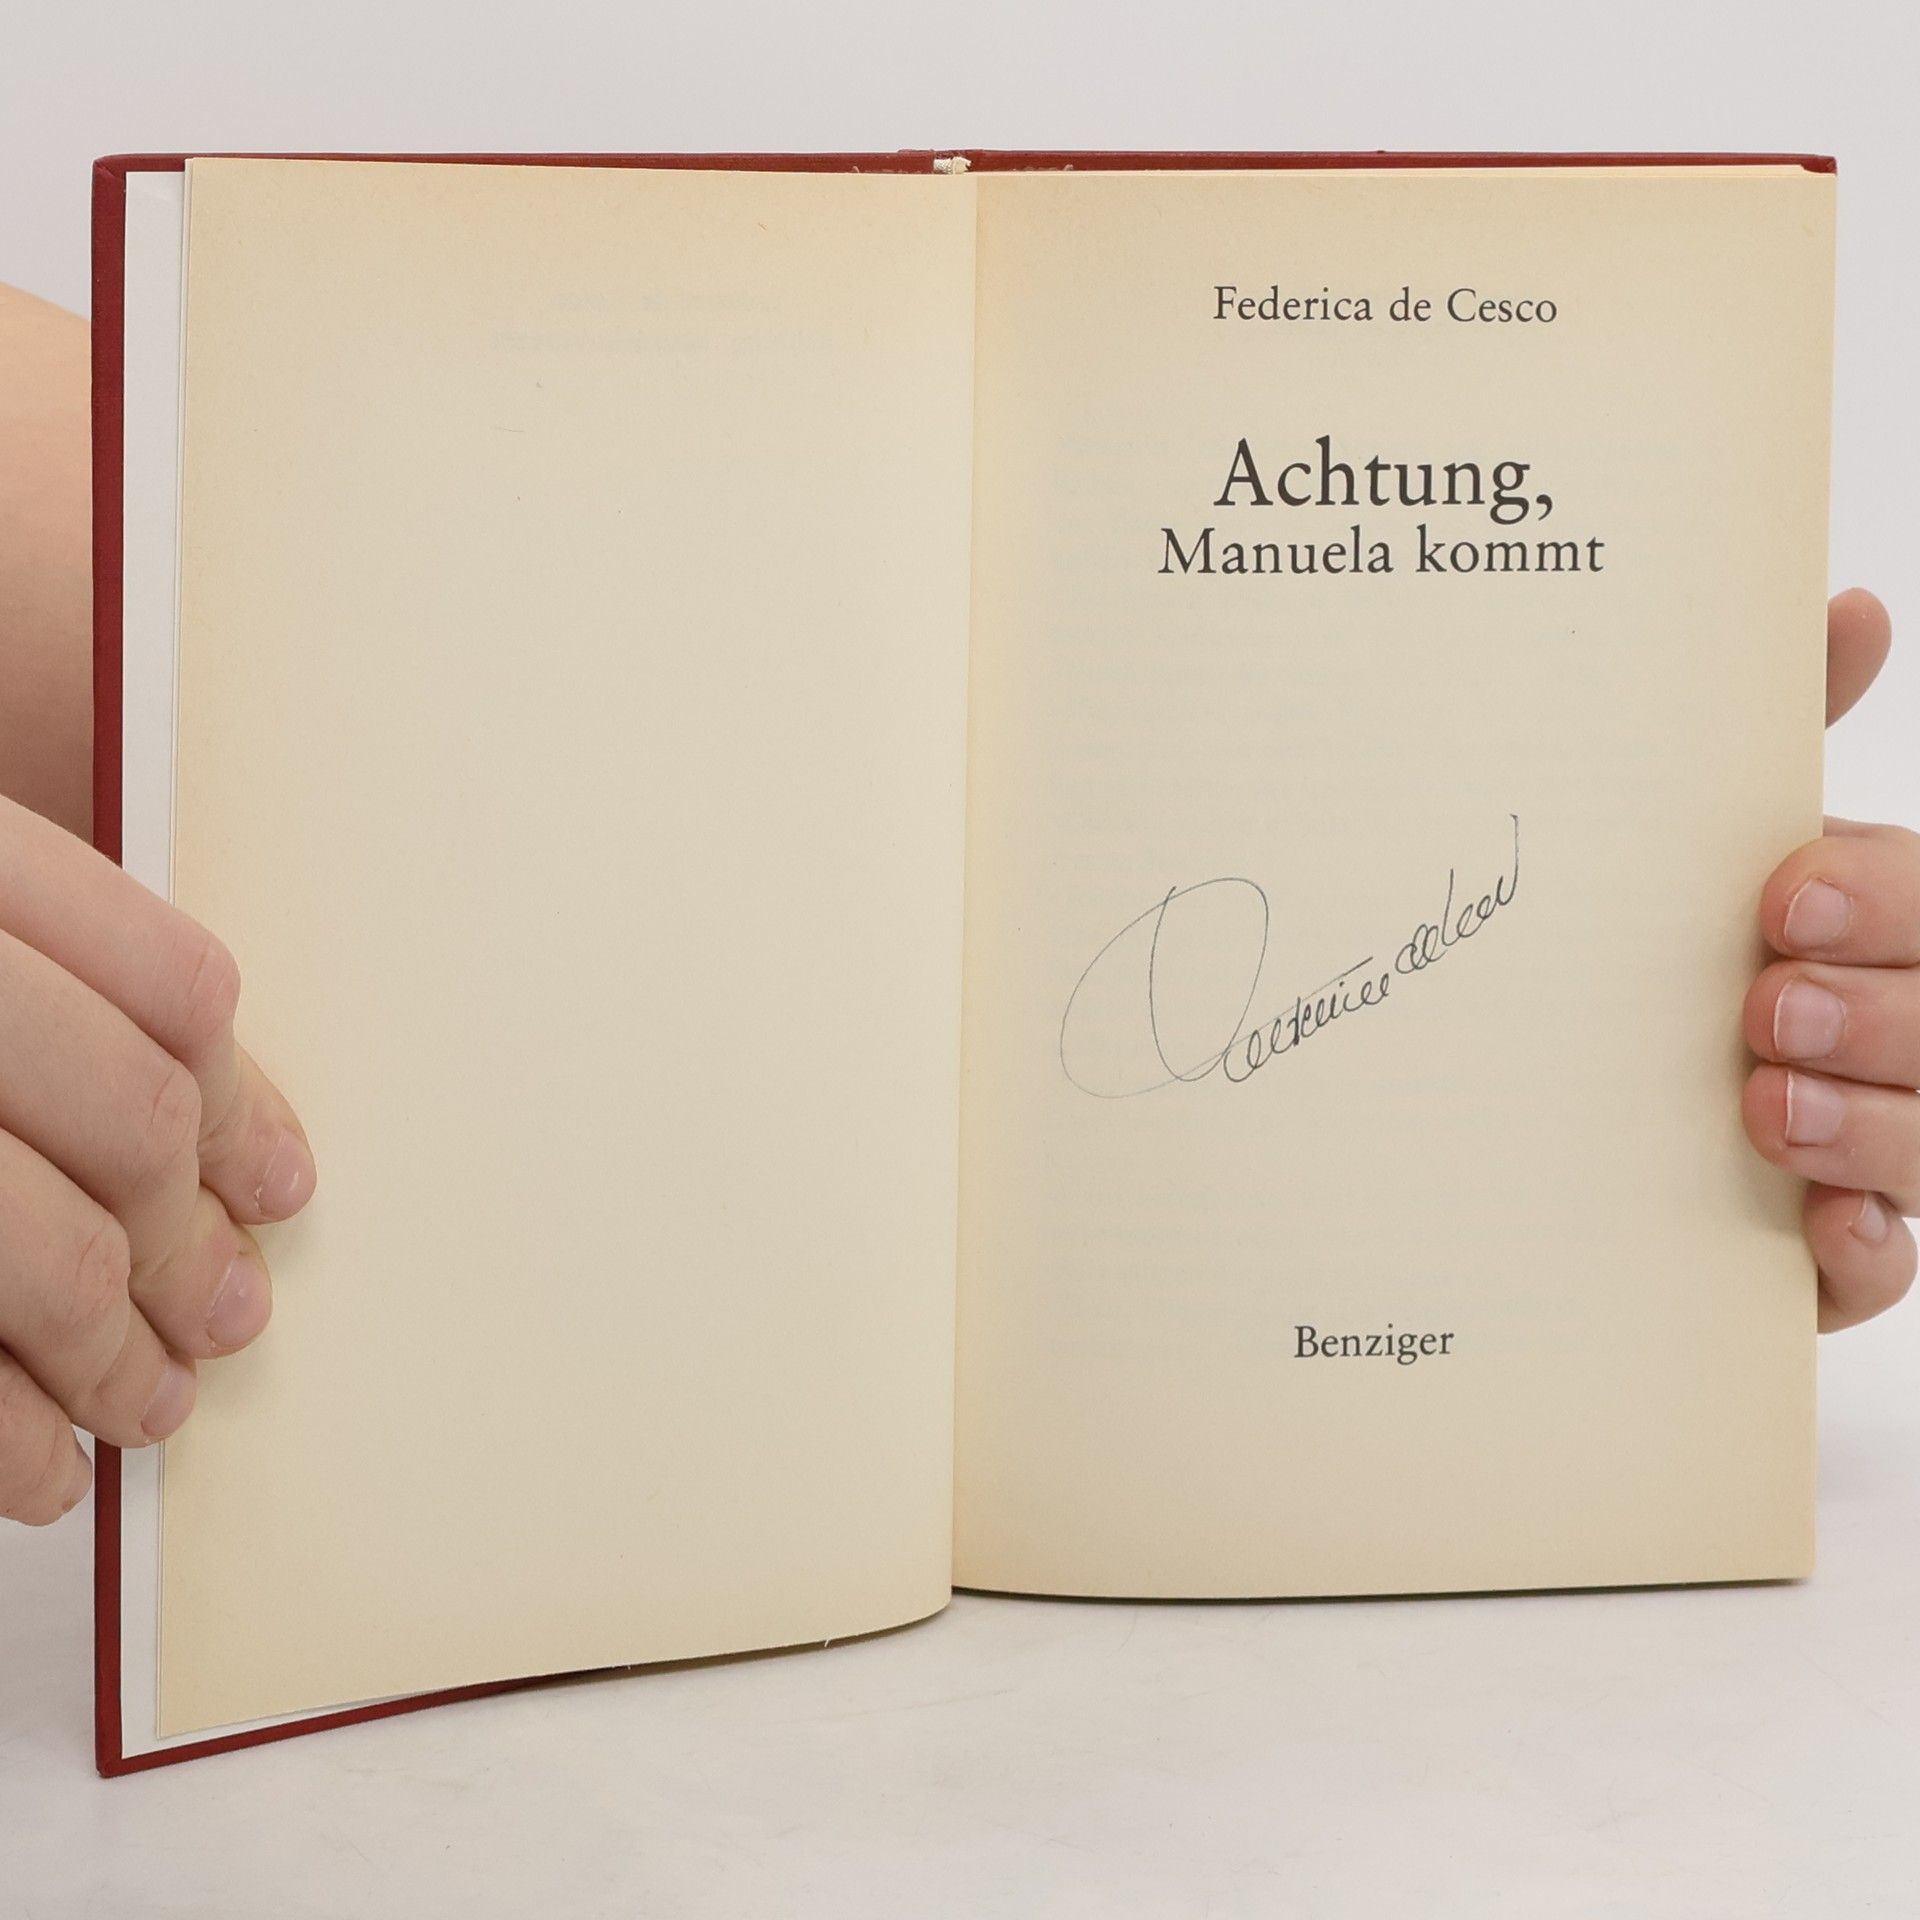 Federica de Cesco
Achtung,
Manuela kommt
Benziger